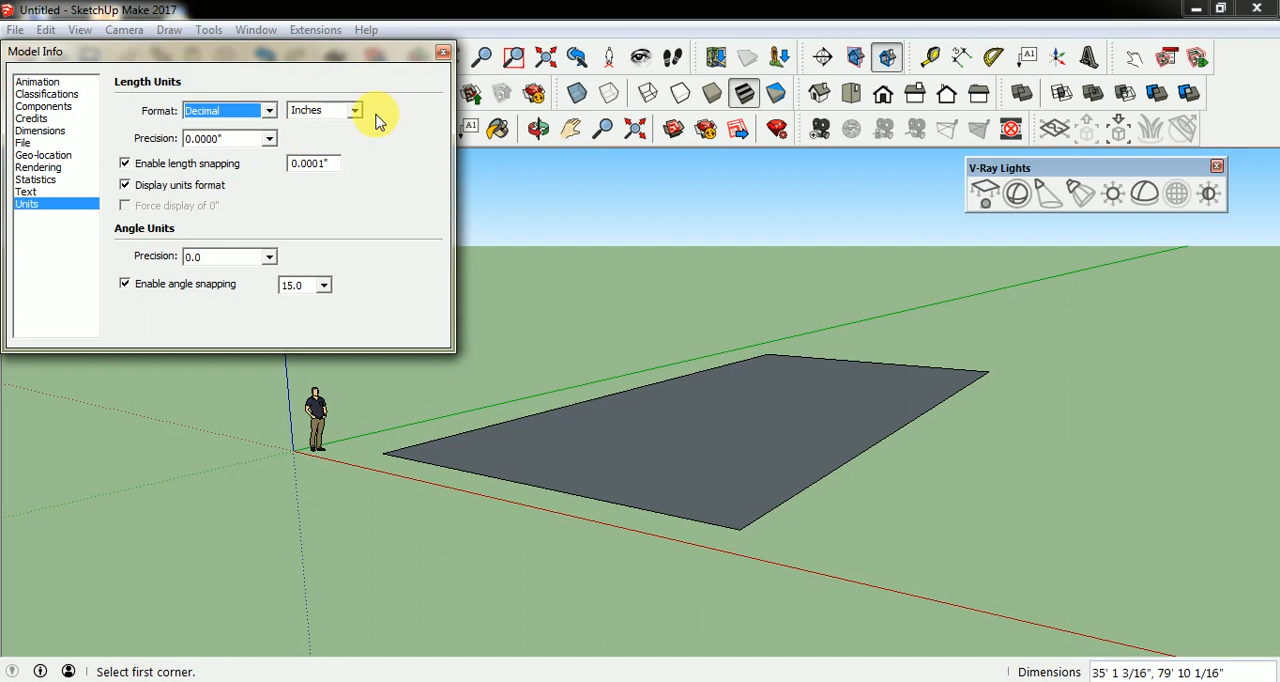 Untitled - SketchUp Make 2017
File Edit View Camera Draw Tools Window Extensions Help
Model Info
Animation
Classifications
Components
Credits
Dimensions
File
Geo-location
Rendering
Statistics
Text
Units
Length Units
Format: Decimal Inches
Precision: 0.0000"
Enable length snapping 0.0001"
Display units format
Force display of 0"
Angle Units
Precision: 0.0
Enable angle snapping 15.0
A1
A1
V-Ray Lights
Select first corner.
Dimensions 35' 1 3/16", 79' 10 1/16"